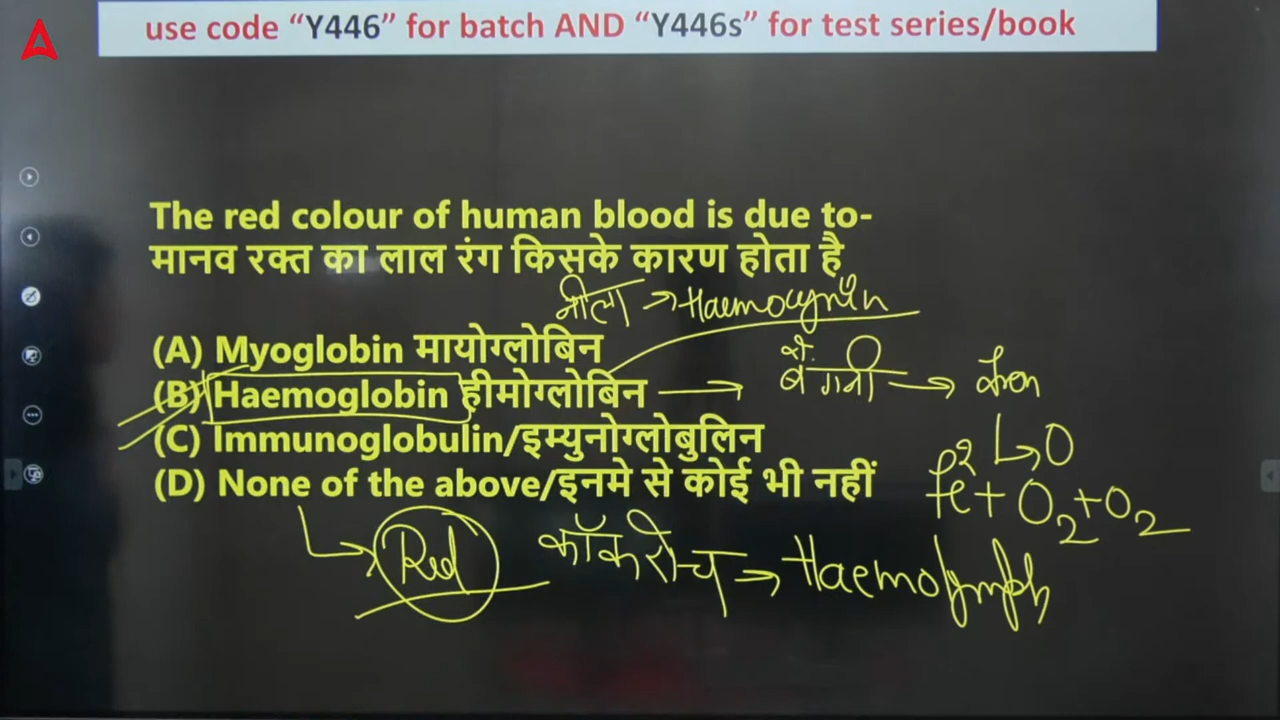 use code “Y446” for batch AND “Y446s” for test series/book
The red colour of human blood is due to-
मानव रक्त का लाल रंग किसके कारण होता है
नीला → Haemocynin
(A) Myoglobin मायोग्लोबिन
(B) Haemoglobin हीमोग्लोबिन →
(C) Immunoglobulin/इम्युनोग्लोबुलिन
(D) None of the above/इनमे से कोई भी नहीं
Fe + O2 + O2
Red
कॉकरोच → Haemolymph